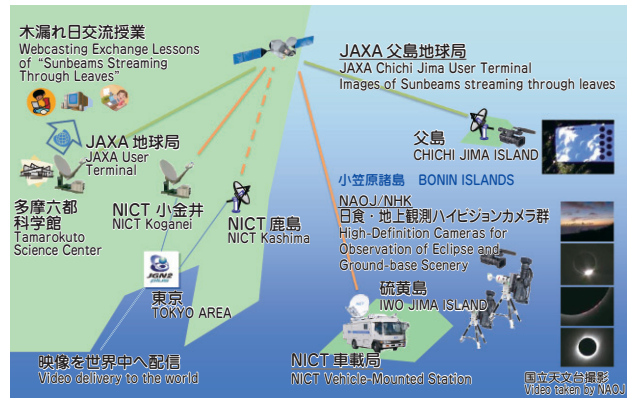 木漏れ日交流授業
Webcasting Exchange Lessons
of “Sunbeams Streaming
Through Leaves”
JAXA 地球局
JAXA User
Terminal
多摩六都
科学館
Tamarokuto
Science Center
NICT 小金井
NICT Koganei
NICT 鹿島
NICT Kashima
JGN2
東京
TOKYO AREA
映像を世界中へ配信
Video delivery to the world
JAXA 父島地球局
JAXA Chichi Jima User Terminal
Images of Sunbeams streaming through leaves
父島
CHICHI JIMA ISLAND
小笠原諸島 BONIN ISLANDS
NAOJ/NHK
日食・地上観測ハイビジョンカメラ群
High-Definition Cameras for
Observation of Eclipse and
Ground-base Scenery
硫黄島
IWO JIMA ISLAND
NICT 車載局
NICT Vehicle-Mounted Station
国立天文台撮影
Video taken by NAOJ